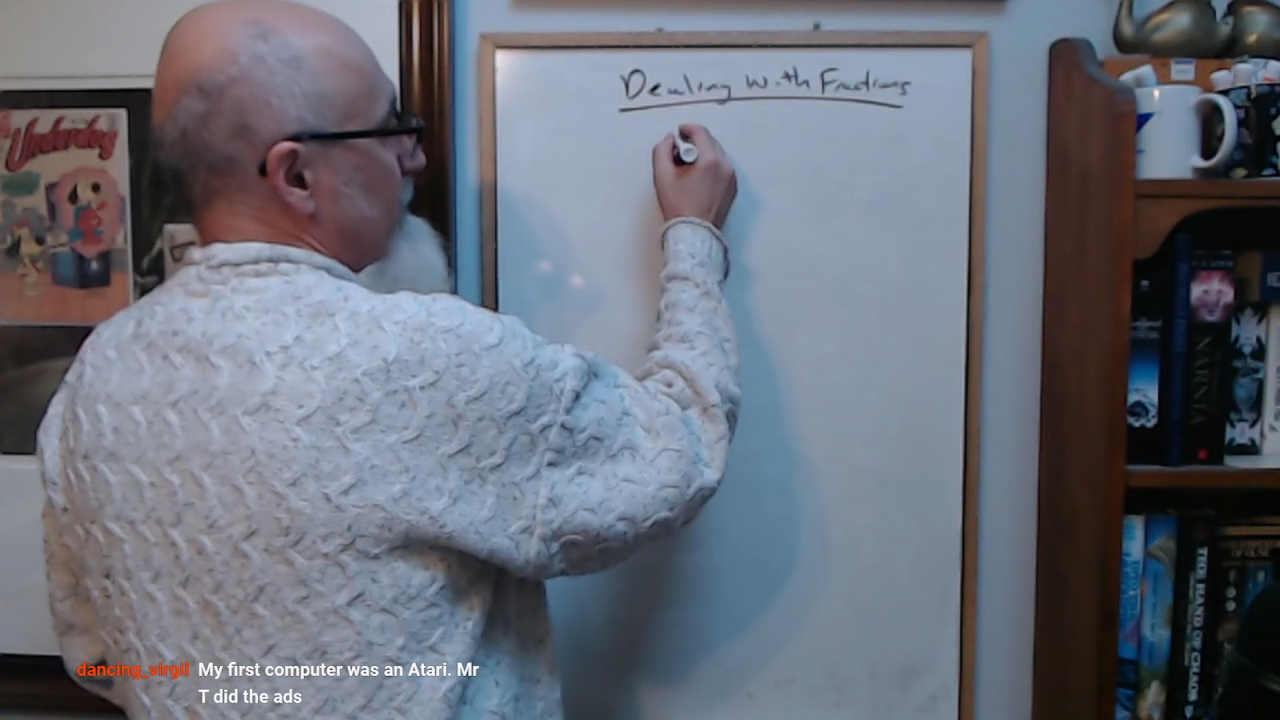 Dealing with Fractions
Underdog
NARNIA
THE HAND OF CHAOS
dancing_virgil My first computer was an Atari. Mr
T did the ads